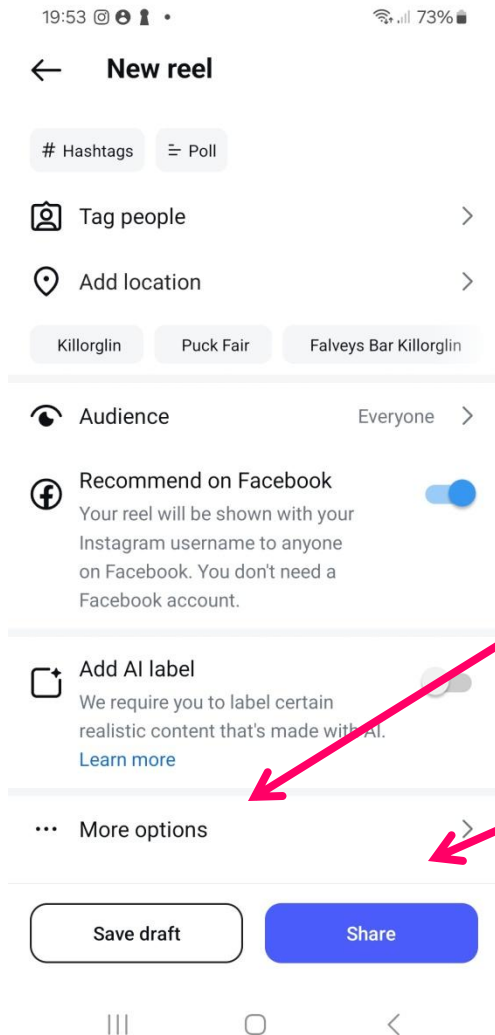 19:53 73%
New reel
# Hashtags Poll
Tag people
Add location
Killorglin Puck Fair Falveys Bar Killorglin
Audience Everyone
Recommend on Facebook
Your reel will be shown with your
Instagram username to anyone
on Facebook. You don't need a
Facebook account.
Add AI label
We require you to label certain
realistic content that's made with AI.
Learn more
More options
Save draft Share